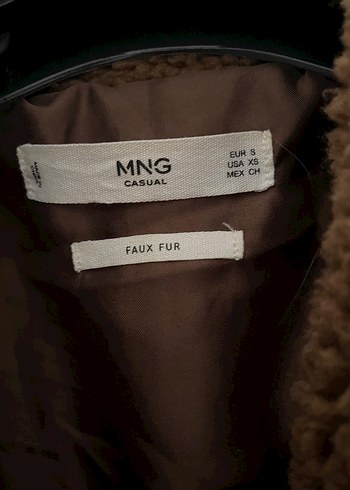 MNG
CASUAL
EUR S
USA XS
MEX CH
FAUX FUR